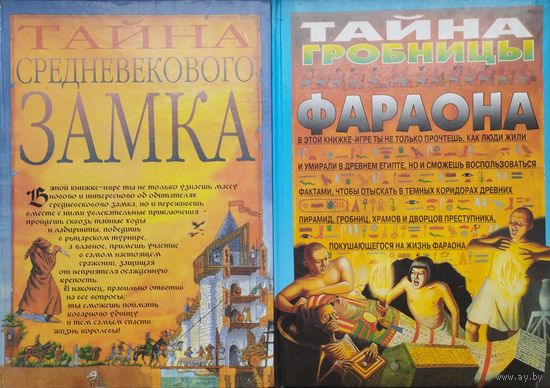 ТАЙНА
СРЕДНЕВЕКОВОГО
ЗАМКА
В этой книжке-игре ты не только узнаешь массу
нового и интересного об обитателях
средневекового замка, но и переживешь
вместе с ними увлекательные приключения -
пройдешь сквозь тайные ходы
и лабиринты, победишь
в рыцарском турнире,
а главное, примешь участие
в самом настоящем
сражении, защищая
от неприятеля осажденную
крепость.
И наконец, правильно ответив
на все вопросы,
ты сможешь поймать
коварного убийцу
и тем самым спасти
жизнь королевы!
ТАЙНА
ГРОБНИЦЫ
ФАРАОНА
В ЭТОЙ КНИЖКЕ-ИГРЕ ТЫ НЕ ТОЛЬКО ПРОЧТЕШЬ, КАК ЛЮДИ ЖИЛИ
И УМИРАЛИ В ДРЕВНЕМ ЕГИПТЕ, НО И СМОЖЕШЬ ВОСПОЛЬЗОВАТЬСЯ
ФАКТАМИ, ЧТОБЫ ОТЫСКАТЬ В ТЕМНЫХ КОРИДОРАХ ДРЕВНИХ
ПИРАМИД, ГРОБНИЦ, ХРАМОВ И ДВОРЦОВ ПРЕСТУПНИКА,
ПОКУШАЮЩЕГОСЯ НА ЖИЗНЬ ФАРАОНА.
www.ay.by